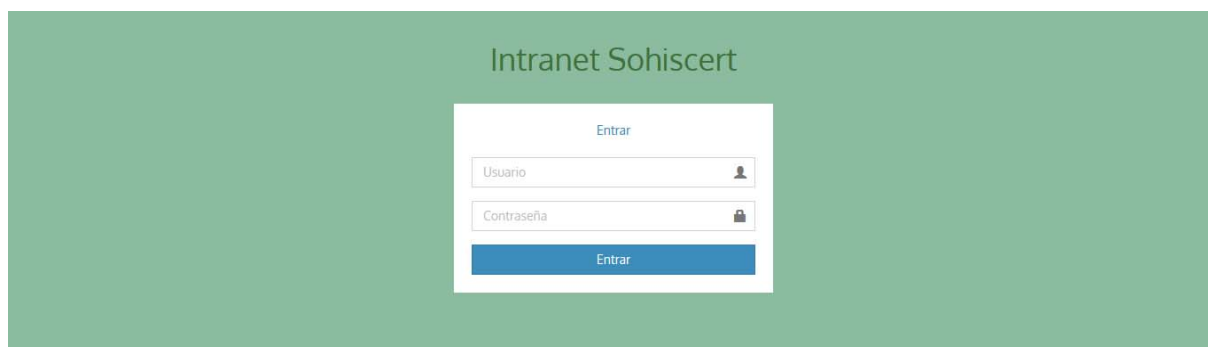 Intranet Sohiscert
Entrar
Usuario
Contraseña
Entrar